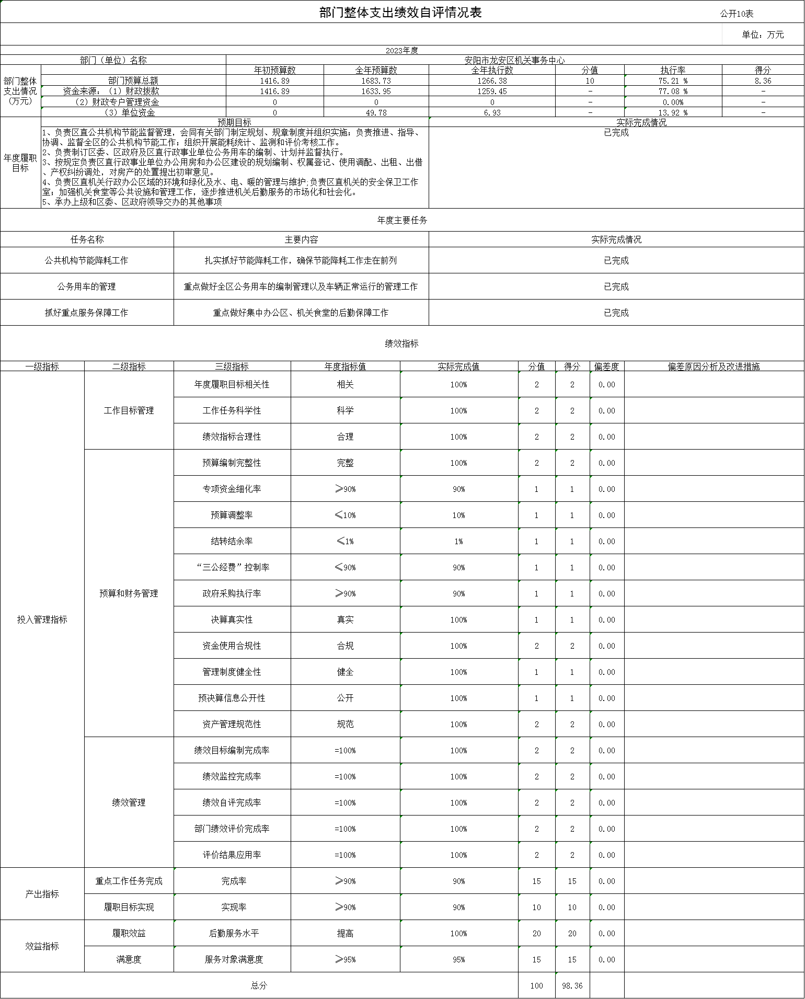 部门整体支出绩效自评情况表 公开10表
单位：万元
2023年度
部门（单位）名称 安阳市龙安区机关事务中心
部门整体支出情况（万元） 年初预算数 全年预算数 全年执行数 分值 执行率 得分
部门预算总额 1416.89 1683.73 1266.38 10 75.21 % 8.36
资金来源：（1）财政拨款 1416.89 1633.95 1259.45 - 77.08 % -
（2）财政专户管理资金 0 0 0 - 0.00% -
（3）单位资金 0 49.78 6.93 - 13.92 % -
年度履职目标 预期目标 实际完成情况
1、负责区直公共机构节能监督管理，会同有关部门制定规划、规章制度并组织实施；负责推进、指导、 已完成
协调、监督全区的公共机构节能工作；组织开展能耗统计、监测和评价考核工作。
2、负责制订区委、区政府及区直行政事业单位公务用车的编制、计划并监督执行。
3、按规定负责区直行政事业单位办公用房和办公区建设的规划编制、权属登记、使用调配、出租、出借
、产权纠纷调处，对房产的处置提出初审意见。
4、负责区直机关行政办公区域的环境和绿化及水、电、暖的管理与维护;负责区直机关的安全保卫工作
室；加强机关食堂等公共设施和管理工作，逐步推进机关后勤服务的市场化和社会化。
5、承办上级和区委、区政府领导交办的其他事项
年度主要任务
任务名称 主要内容 实际完成情况
公共机构节能降耗工作 扎实抓好节能降耗工作，确保节能降耗工作走在前列 已完成
公务用车的管理 重点做好全区公务用车的编制管理以及车辆正常运行的管理工作 已完成
抓好重点服务保障工作 重点做好集中办公区、机关食堂的后勤保障工作 已完成
绩效指标
一级指标 二级指标 三级指标 年度指标值 实际完成值 分值 得分 偏差度 偏差原因分析及改进措施
投入管理指标 工作目标管理 年度履职目标相关性 相关 100% 2 2 0.00
工作任务科学性 科学 100% 2 2 0.00
绩效指标合理性 合理 100% 2 2 0.00
预算和财务管理 预算编制完整性 完整 100% 2 2 0.00
专项资金细化率 ≥90% 90% 1 1 0.00
预算调整率 ≤10% 10% 1 1 0.00
结转结余率 ≤1% 1% 1 1 0.00
“三公经费”控制率 ≤90% 90% 1 1 0.00
政府采购执行率 ≥90% 90% 1 1 0.00
决算真实性 真实 100% 1 1 0.00
资金使用合规性 合规 100% 2 2 0.00
管理制度健全性 健全 100% 1 1 0.00
预决算信息公开性 公开 100% 1 1 0.00
资产管理规范性 规范 100% 2 2 0.00
绩效管理 绩效目标编制完成率 =100% 100% 2 2 0.00
绩效监控完成率 =100% 100% 2 2 0.00
绩效自评完成率 =100% 100% 2 2 0.00
部门绩效评价完成率 =100% 100% 2 2 0.00
评价结果应用率 =100% 100% 2 2 0.00
产出指标 重点工作任务完成 完成率 ≥90% 90% 15 15 0.00
履职目标实现 实现率 ≥90% 90% 10 10 0.00
效益指标 履职效益 后勤服务水平 提高 100% 20 20 0.00
满意度 服务对象满意度 ≥95% 95% 15 15 0.00
总分 100 98.36